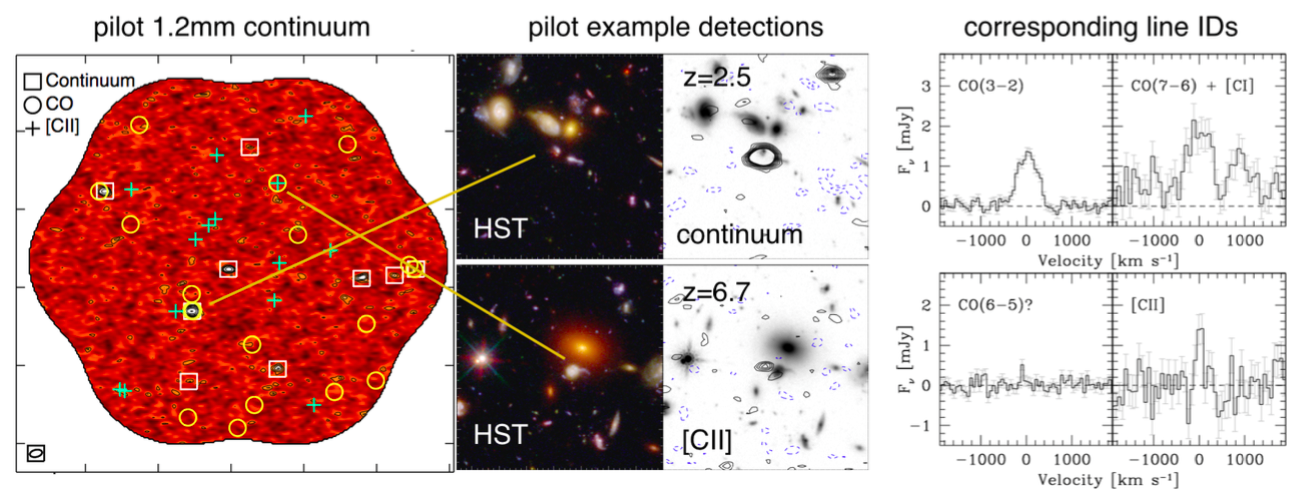 pilot 1.2mm continuum
pilot example detections
corresponding line IDs
Continuum
CO
[CII]
HST
z=2.5
continuum
HST
z=6.7
[CII]
CO(3−2)
CO(7−6) + [CI]
3
2
1
0
Fν [mJy]
−1000 0 1000
−1000 0 1000
Velocity [km s⁻¹]
CO(6−5)?
[CII]
2
1
0
−1
Fν [mJy]
−1000 0 1000
−1000 0 1000
Velocity [km s⁻¹]